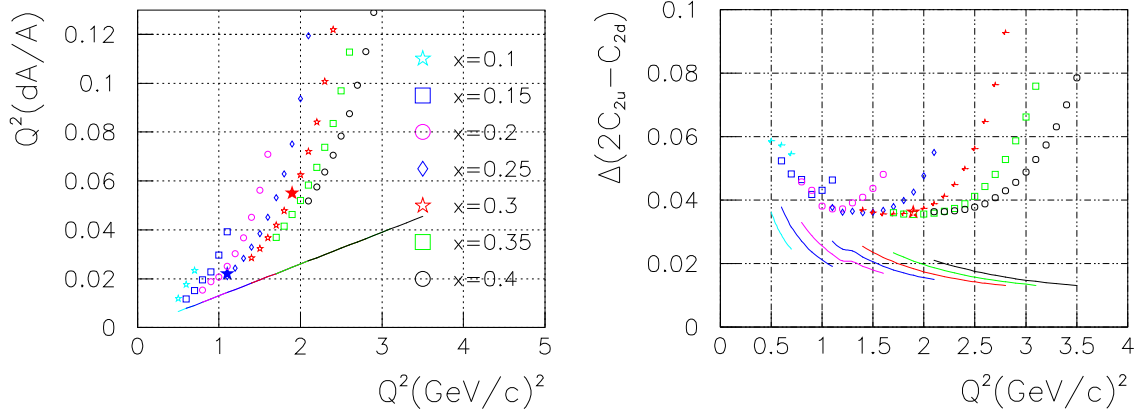 Q²(dA/A)
0.12
0.1
0.08
0.06
0.04
0.02
0
x=0.1
x=0.15
x=0.2
x=0.25
x=0.3
x=0.35
x=0.4
0 1 2 3 4 5
Q²(GeV/c)²
Δ(2C₂ᵤ−C_{2d})
0.1
0.08
0.06
0.04
0.02
0
0 0.5 1 1.5 2 2.5 3 3.5 4
Q²(GeV/c)²